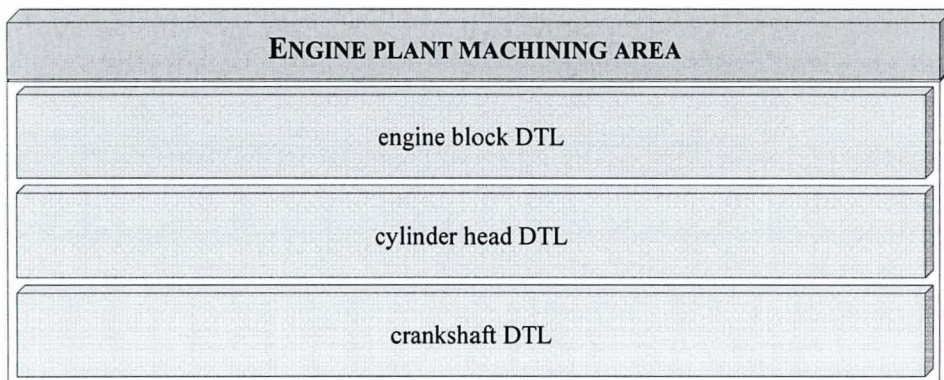 ENGINE PLANT MACHINING AREA
engine block DTL
cylinder head DTL
crankshaft DTL